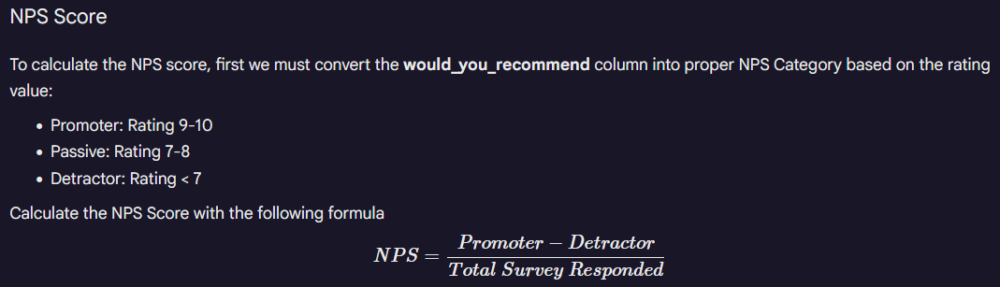 NPS Score
To calculate the NPS score, first we must convert the would_you_recommend column into proper NPS Category based on the rating
value:
• Promoter: Rating 9-10
• Passive: Rating 7-8
• Detractor: Rating < 7
Calculate the NPS Score with the following formula
NPS = Promoter − Detractor
Total Survey Responded